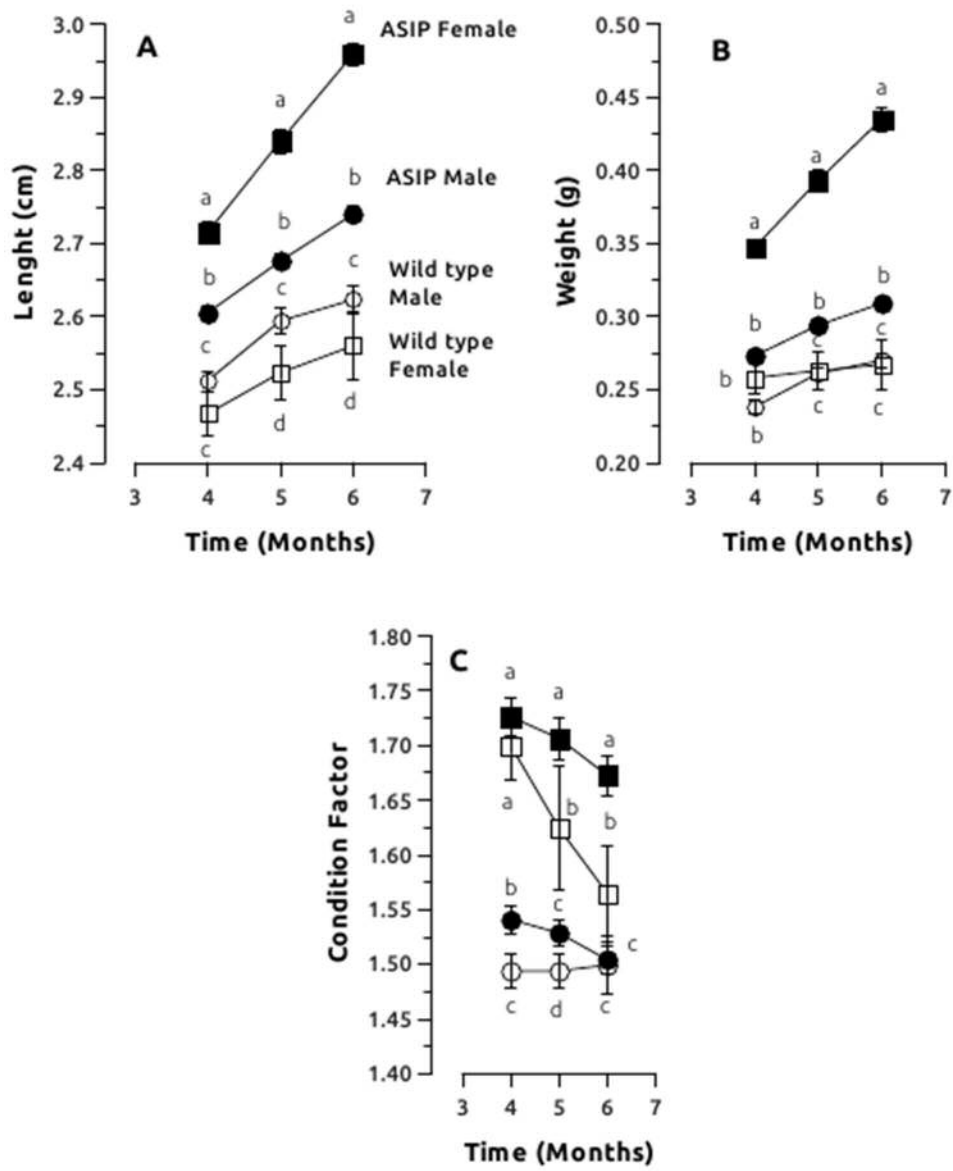 3.0
2.9
2.8
2.7
2.6
2.5
2.4
Lenght (cm)
A
a
ASIP Female
a
a
b
ASIP Male
b
b
c
Wild type
Male
c
c
Wild type
Female
d
d
c
3 4 5 6 7
Time (Months)
0.50
0.45
0.40
0.35
0.30
0.25
0.20
Weight (g)
B
a
a
a
b
b
b
c
c
b
c
c
b
3 4 5 6 7
Time (Months)
1.80
1.75
1.70
1.65
1.60
1.55
1.50
1.45
1.40
Condition Factor
C
a
a
a
a
b
b
b
c
c
c
d
c
3 4 5 6 7
Time (Months)